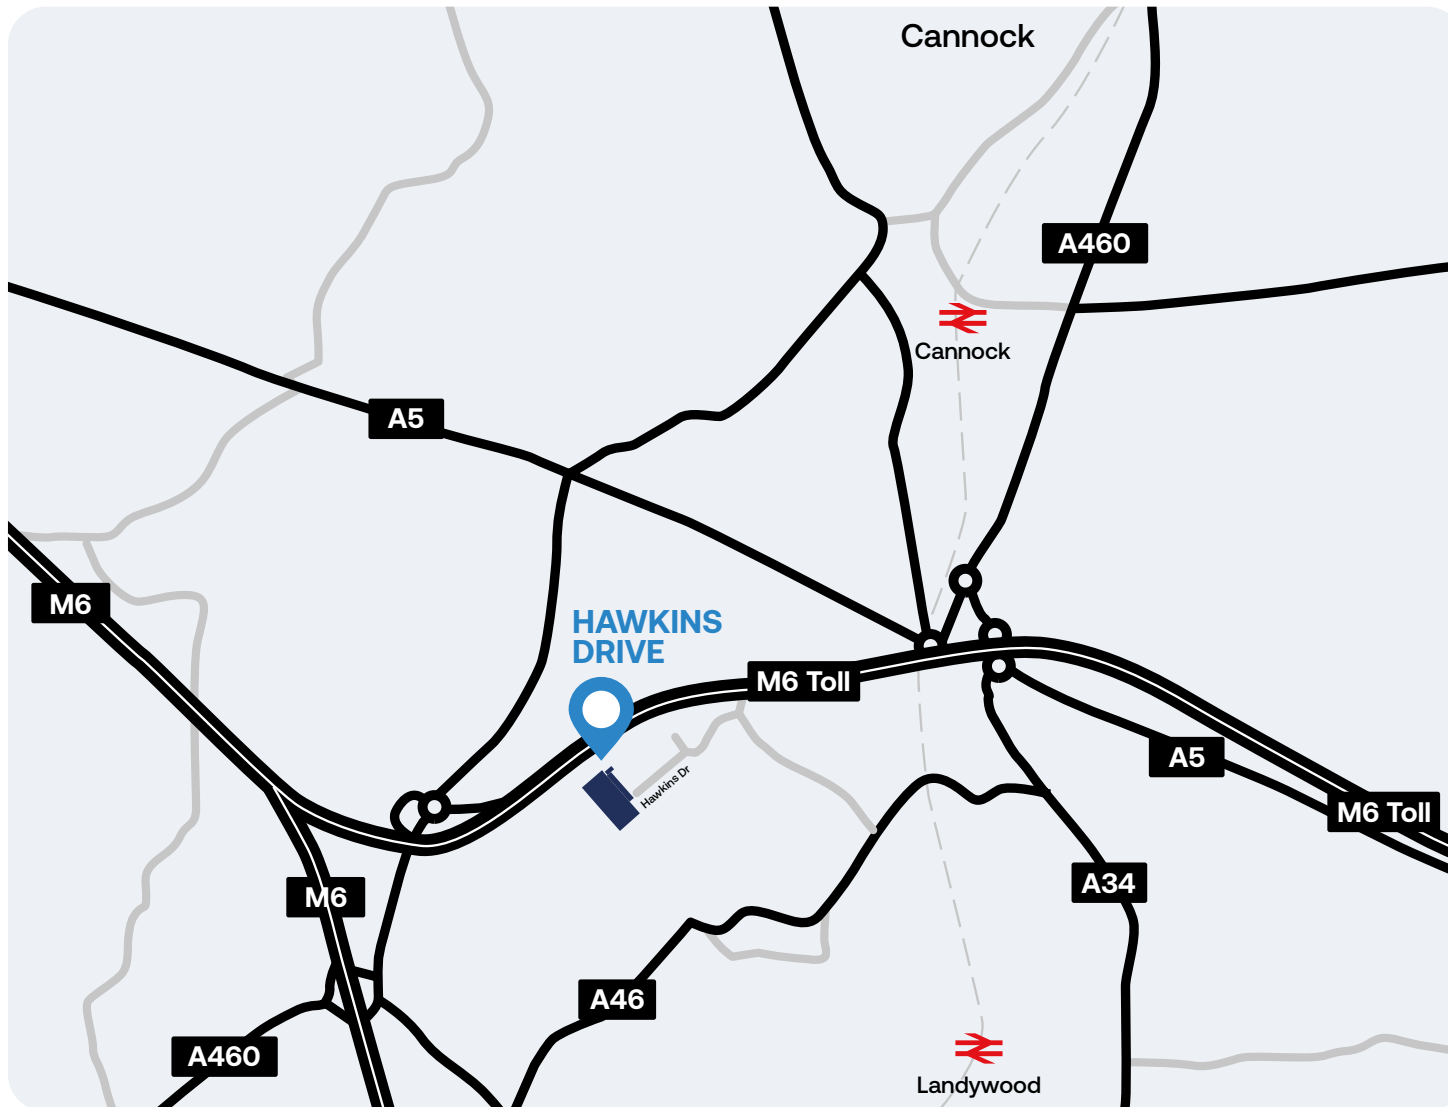 Cannock
A460
Cannock
A5
M6
HAWKINS
DRIVE
M6 Toll
A5
Hawkins Dr
M6 Toll
M6
A34
A46
A460
Landywood